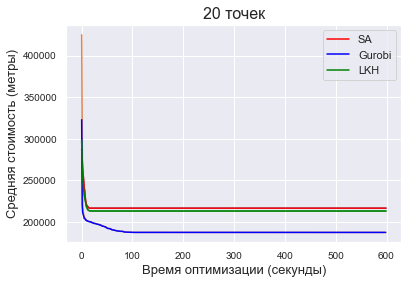 20 точек
SA
Gurobi
LKH
400000
350000
300000
250000
200000
Средняя стоимость (метры)
0 100 200 300 400 500 600
Время оптимизации (секунды)